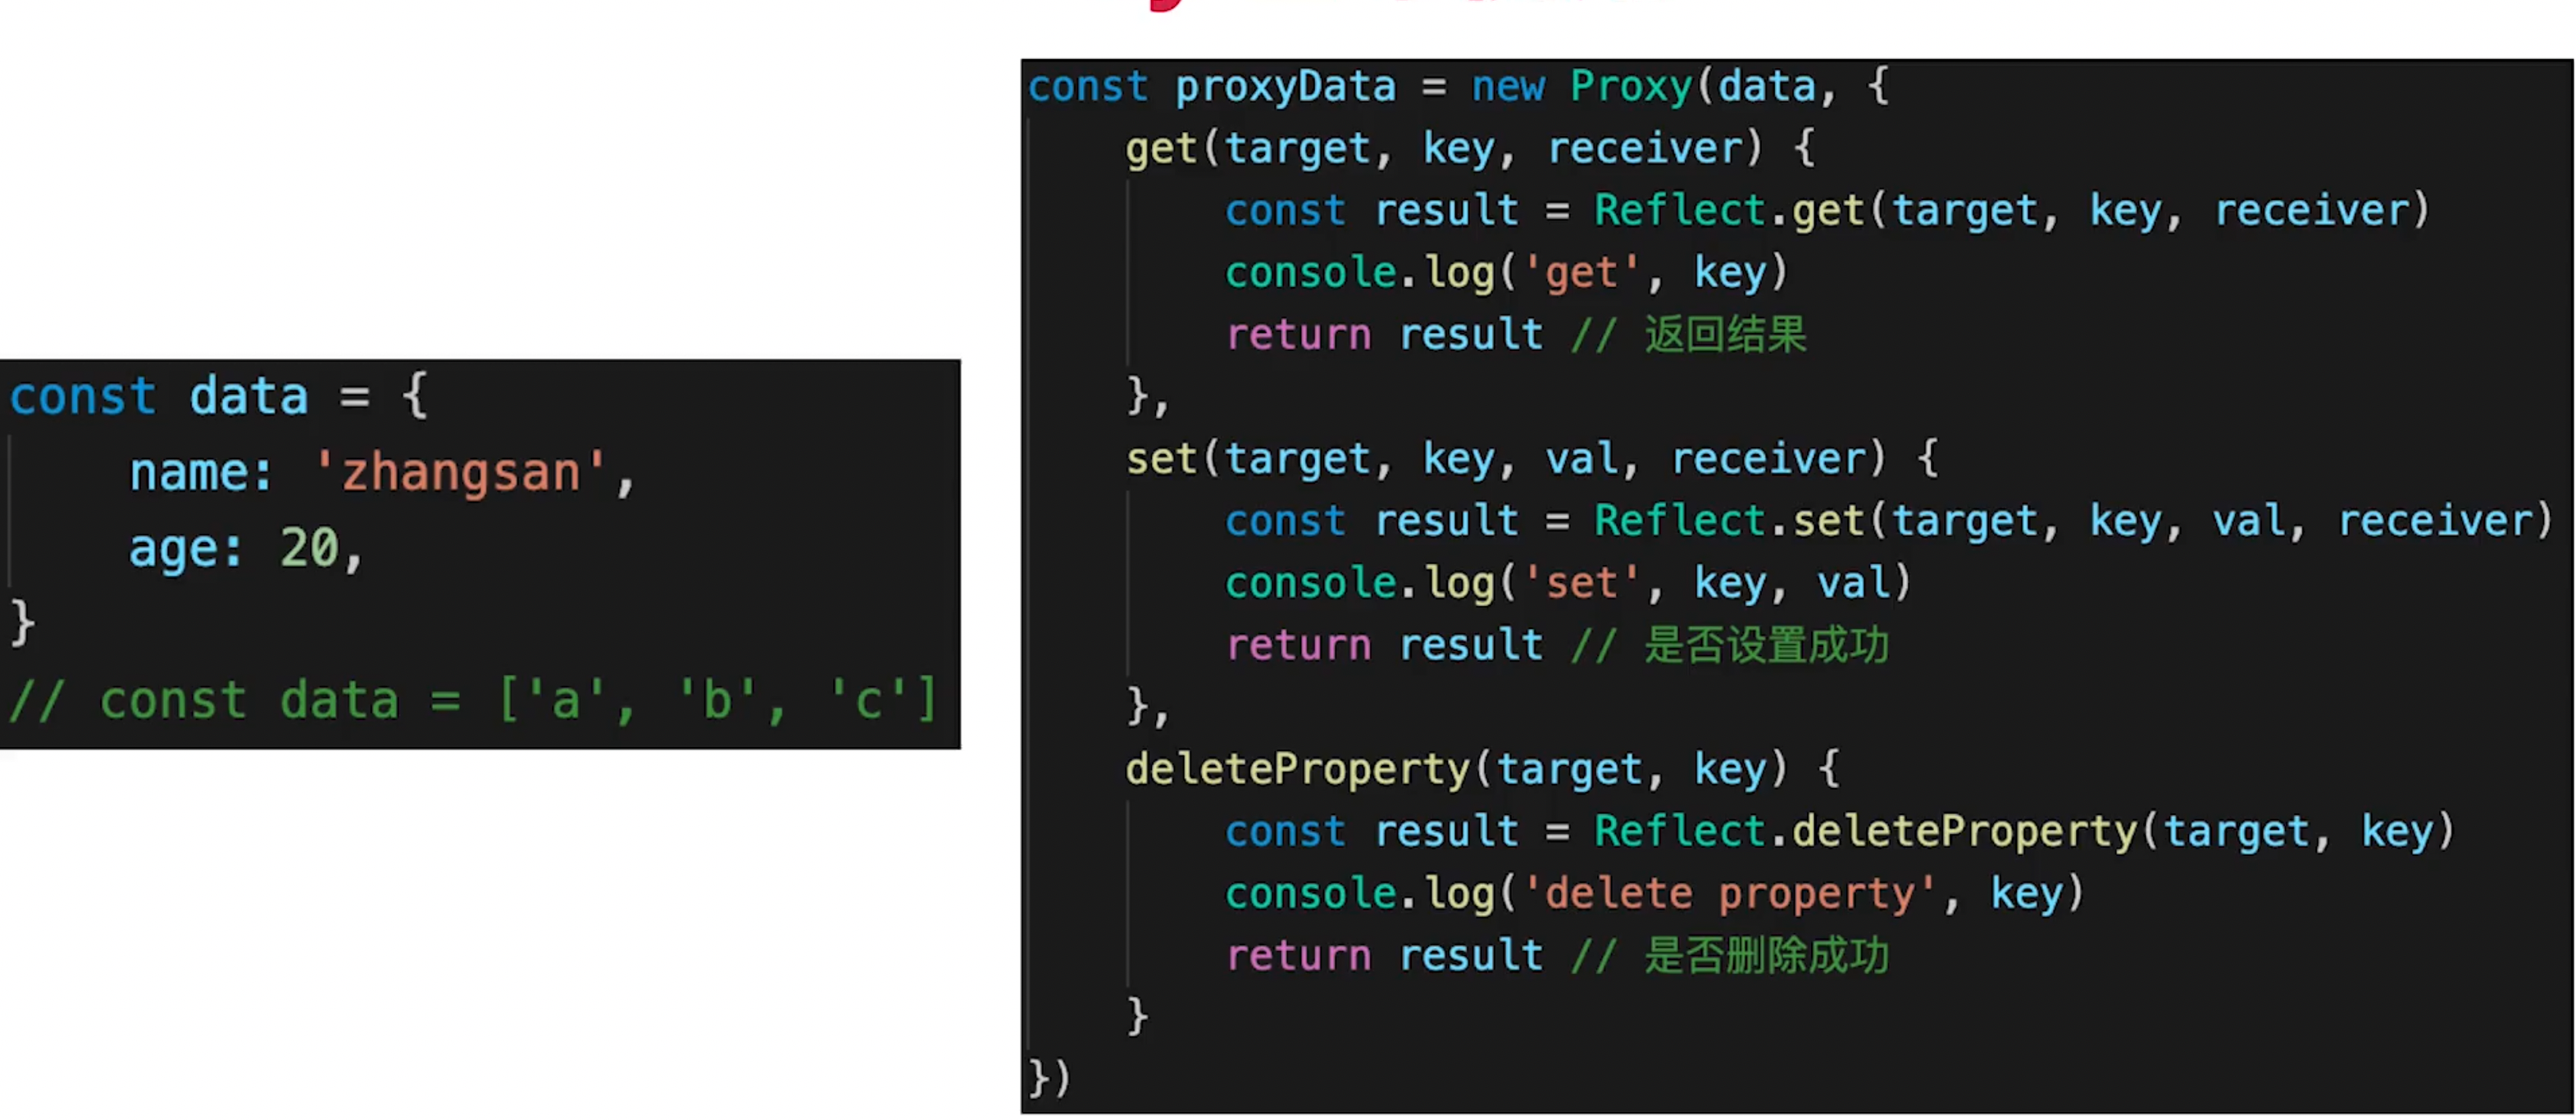 const data = {
    name: 'zhangsan',
    age: 20,
}
// const data = ['a', 'b', 'c']
const proxyData = new Proxy(data, {
    get(target, key, receiver) {
        const result = Reflect.get(target, key, receiver)
        console.log('get', key)
        return result // 返回结果
    },
    set(target, key, val, receiver) {
        const result = Reflect.set(target, key, val, receiver)
        console.log('set', key, val)
        return result // 是否设置成功
    },
    deleteProperty(target, key) {
        const result = Reflect.deleteProperty(target, key)
        console.log('delete property', key)
        return result // 是否删除成功
    }
})